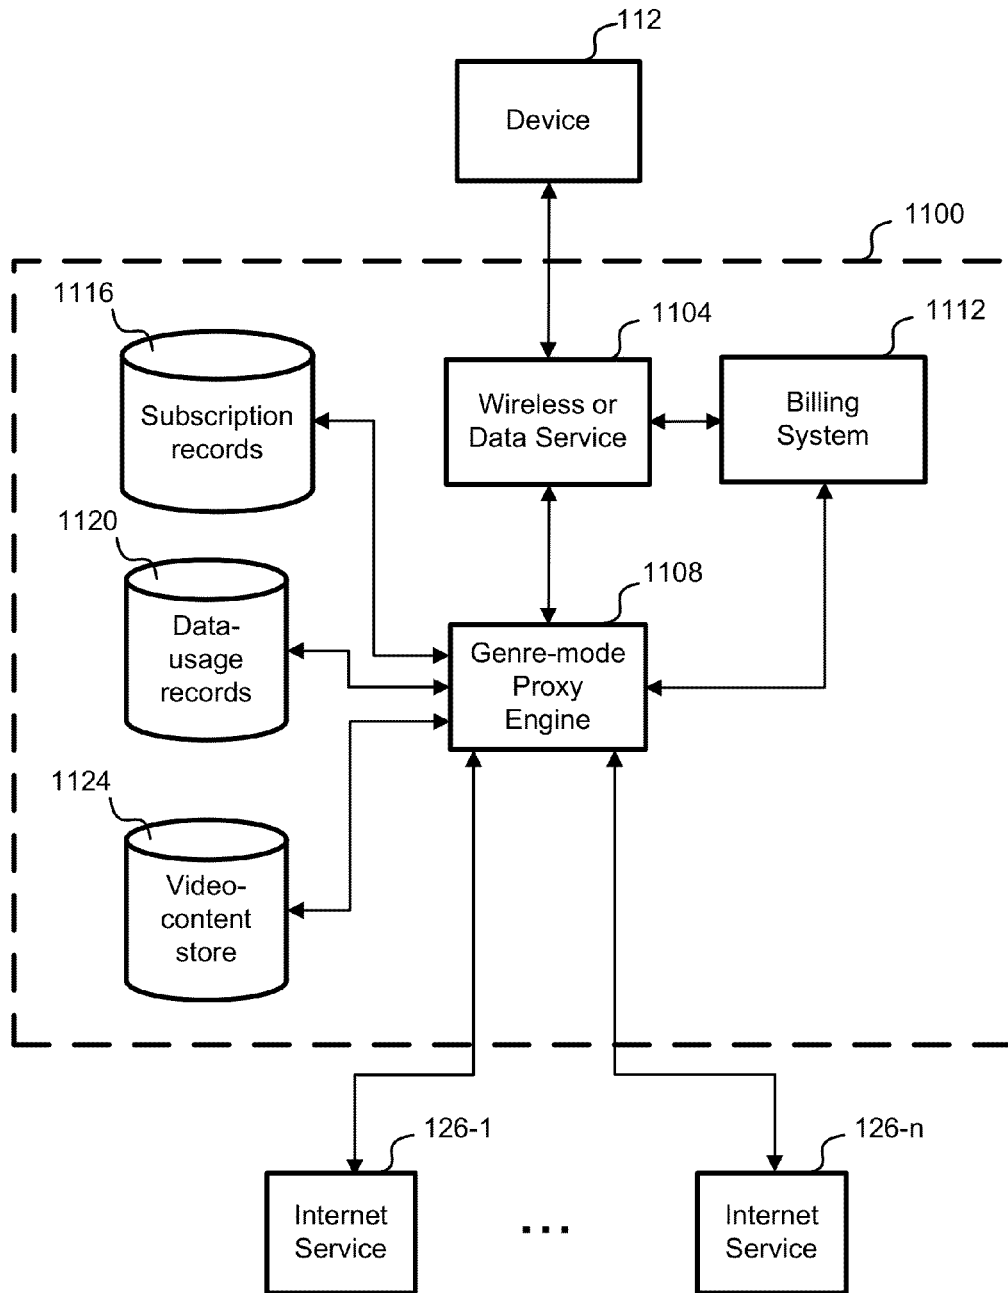 112
Device
1100
1116
1104
1112
Subscription
records
Wireless or
Data Service
Billing
System
1120
1108
Data-
usage
records
Genre-mode
Proxy
Engine
1124
Video-
content
store
126-1
126-n
Internet
Service
...
Internet
Service